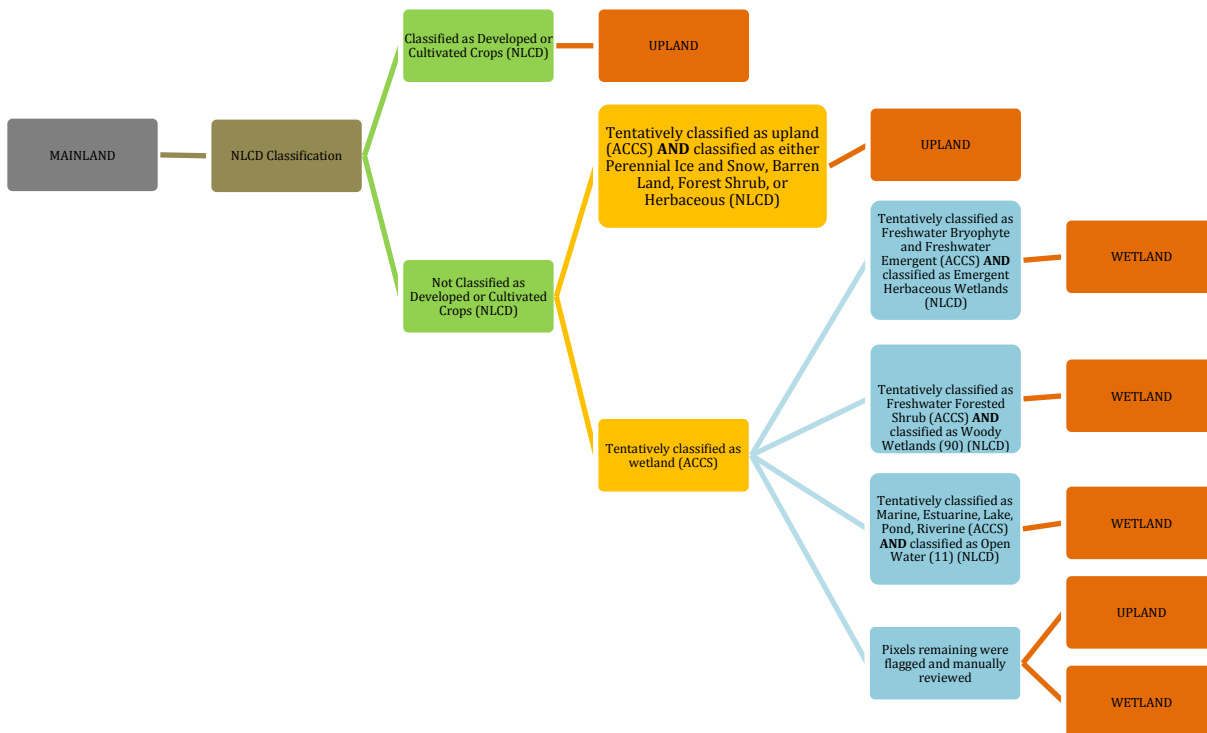 MAINLAND
NLCD Classification
Classified as Developed or
Cultivated Crops (NLCD)
UPLAND
Not Classified as
Developed or Cultivated
Crops (NLCD)
Tentatively classified as upland
(ACCS) AND classified as either
Perennial Ice and Snow, Barren
Land, Forest Shrub, or
Herbaceous (NLCD)
UPLAND
Tentatively classified as
wetland (ACCS)
Tentatively classified as
Freshwater Bryophyte
and Freshwater
Emergent (ACCS) AND
classified as Emergent
Herbaceous Wetlands
(NLCD)
WETLAND
Tentatively classified as
Freshwater Forested
Shrub (ACCS) AND
classified as Woody
Wetlands (90) (NLCD)
WETLAND
Tentatively classified as
Marine, Estuarine, Lake,
Pond, Riverine (ACCS)
AND classified as Open
Water (11) (NLCD)
WETLAND
Pixels remaining were
flagged and manually
reviewed
UPLAND
WETLAND